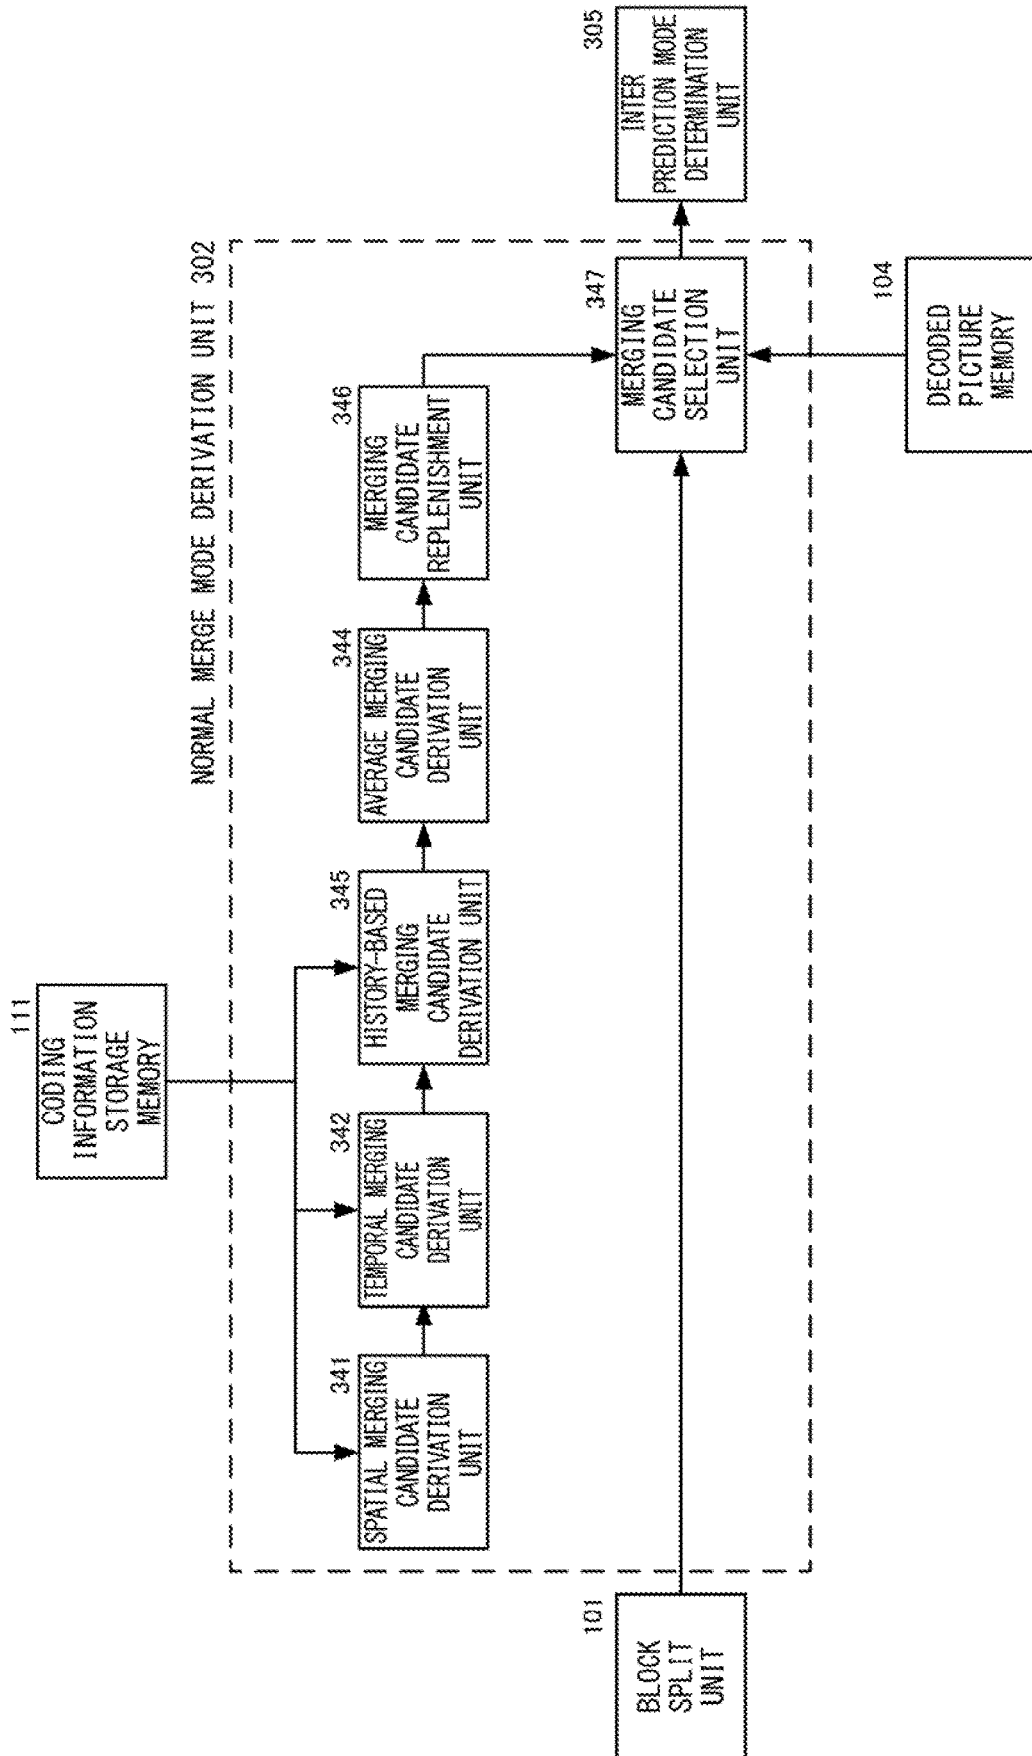 111
CODING
INFORMATION
STORAGE
MEMORY
NORMAL MERGE MODE DERIVATION UNIT 302
341
SPATIAL MERGING
CANDIDATE
DERIVATION
UNIT
342
TEMPORAL MERGING
CANDIDATE
DERIVATION
UNIT
345
HISTORY-BASED
MERGING
CANDIDATE
DERIVATION UNIT
344
AVERAGE MERGING
CANDIDATE
DERIVATION
UNIT
346
MERGING
CANDIDATE
REPLENISHMENT
UNIT
101
BLOCK
SPLIT
UNIT
347
MERGING
CANDIDATE
SELECTION
UNIT
305
INTER
PREDICTION MODE
DETERMINATION
UNIT
104
DECODED
PICTURE
MEMORY